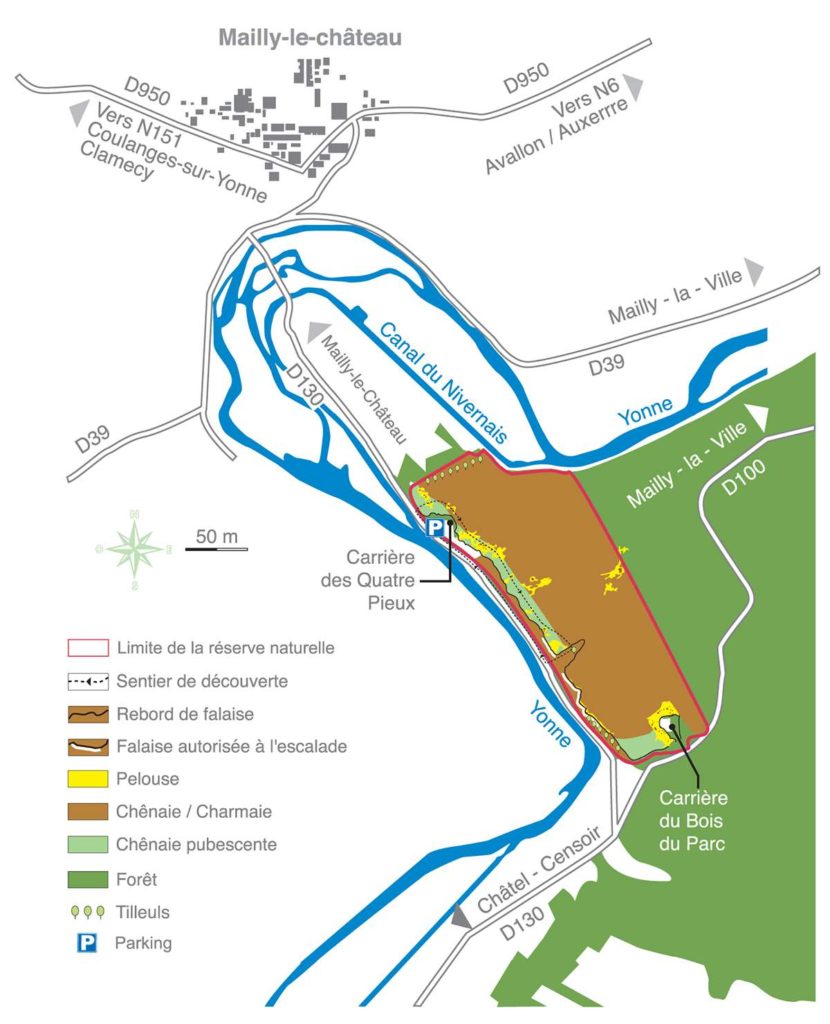 Mailly-le-château
D950
D950
Vers N6
Avallon / Auxerrre
Vers N151
Coulanges-sur-Yonne
Clamecy
Mailly - la - Ville
D39
Canal du Nivernais
Mailly-le-Château
D130
Yonne
D39
Mailly - la - Ville
D100
N
O
E
S
50 m
P
Carrière
des Quatre
Pieux
Limite de la réserve naturelle
Sentier de découverte
Rebord de falaise
Falaise autorisée à l'escalade
Pelouse
Chênaie / Charmaie
Chênaie pubescente
Forêt
Tilleuls
P Parking
Yonne
Carrière
du Bois
du Parc
Châtel - Censoir
D130